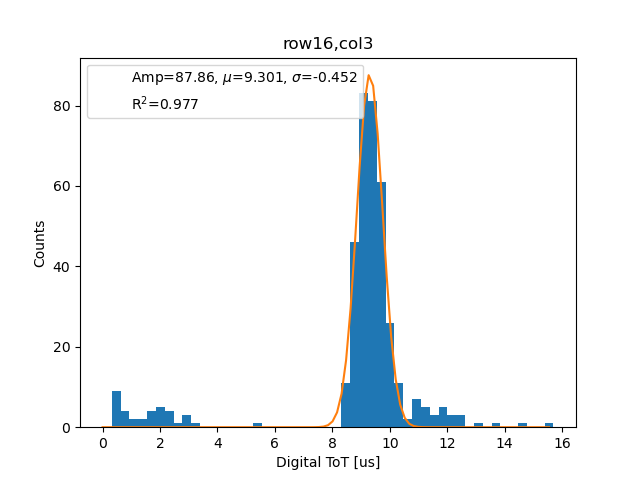 row16,col3
Amp=87.86, μ=9.301, σ=-0.452
R²=0.977
80
60
40
20
0
Counts
0 2 4 6 8 10 12 14 16
Digital ToT [us]